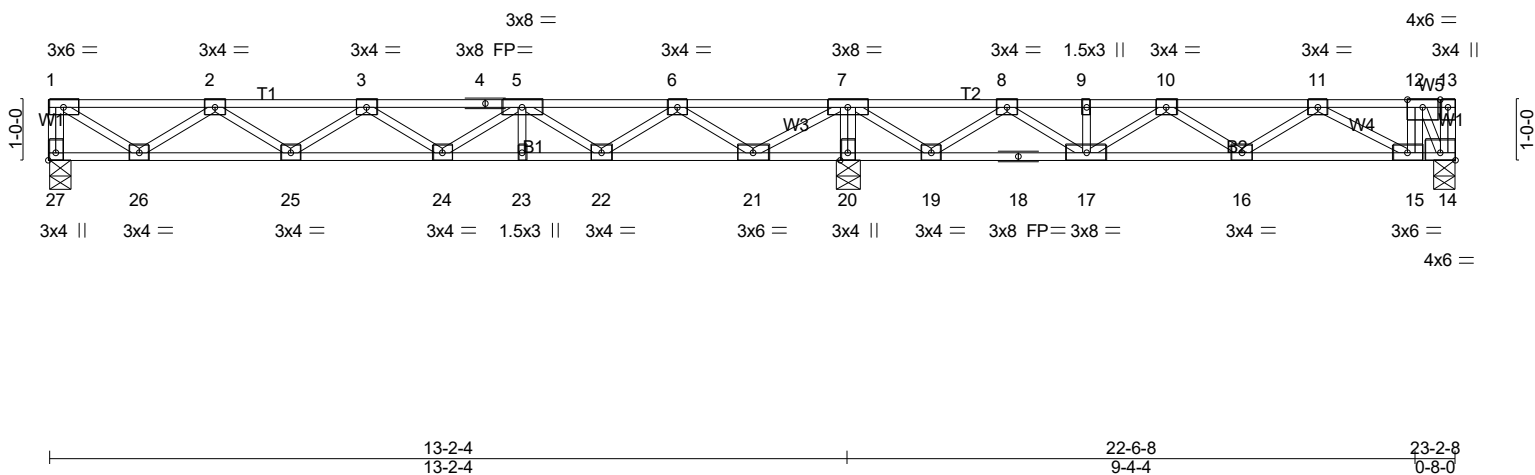 3x8 = 4x6 =
3x6 = 3x4 = 3x4 = 3x8 FP= 3x4 = 3x8 = 3x4 = 1.5x3 || 3x4 = 3x4 = 3x4 ||
1 2 3 4 5 6 7 8 9 10 11 12 13
T1 T2 W5
1-0-0 W1 W3 W4 W1 1-0-0
B1 B2
27 26 25 24 23 22 21 20 19 18 17 16 15 14
3x4 || 3x4 = 3x4 = 3x4 = 1.5x3 || 3x4 = 3x6 = 3x4 || 3x4 = 3x8 FP= 3x8 = 3x4 = 3x6 =
4x6 =
13-2-4 22-6-8 23-2-8
13-2-4 9-4-4 0-8-0